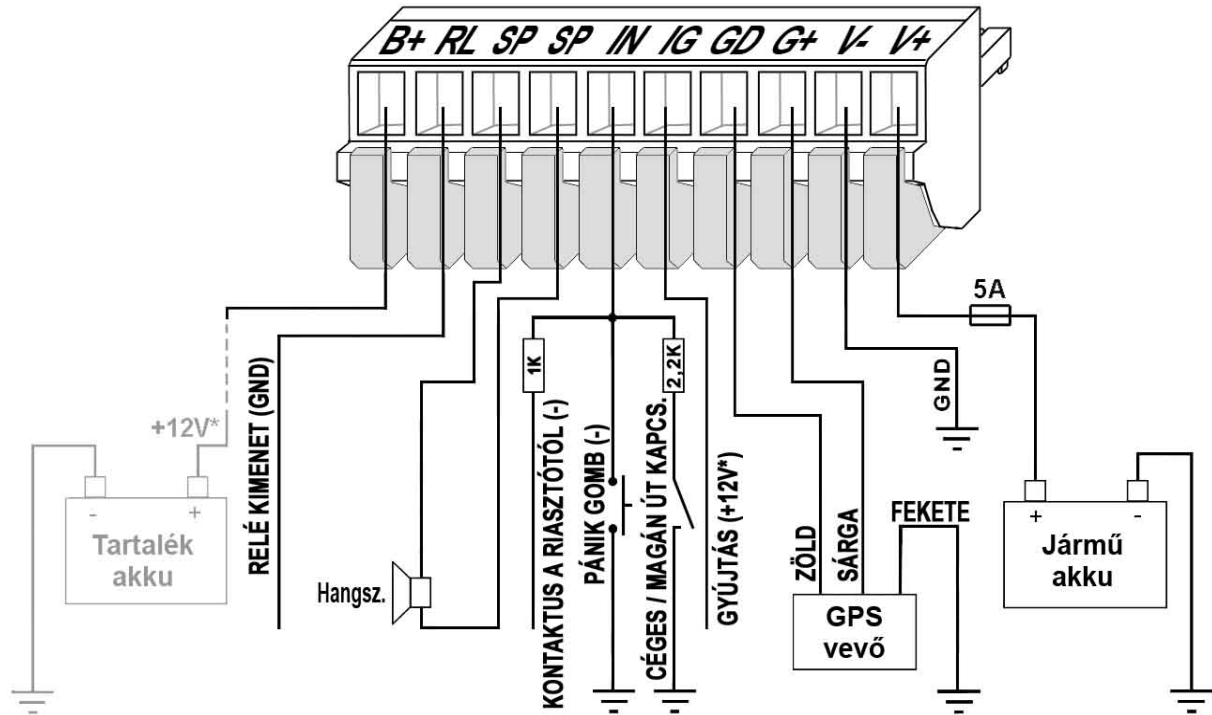 B+ RL SP SP IN IG GD G+ V- V+
5A
1K
2,2K
GND
+12V*
RELÉ KIMENET (GND)
KONTAKTUS A RIASZTÓTÓL (-)
PÁNIK GOMB (-)
CÉGES / MAGÁN ÚT KAPCS.
GYÚJTÁS (+12V*)
ZÖLD
SÁRGA
FEKETE
- +
Tartalék
akku
Hangsz.
GPS
vevő
+ -
Jármű
akku